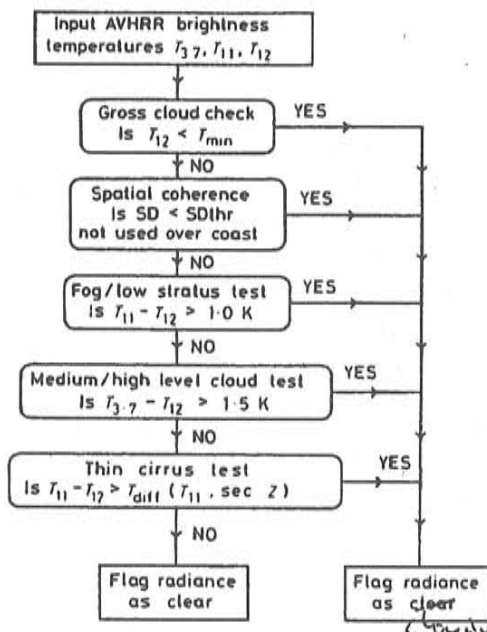 Input AVHRR brightness
temperatures T3.7, T11, T12
Gross cloud check
Is T12 < Tmin
YES
NO
Spatial coherence
Is SD < SDthr
not used over coast
YES
NO
Fog/low stratus test
Is T11 - T12 > 1.0 K
YES
NO
Medium/high level cloud test
Is T3.7 - T12 > 1.5 K
YES
NO
Thin cirrus test
Is T11 - T12 > Tdiff (T11, sec Z)
YES
NO
Flag radiance
as clear
Flag radiance
as clear